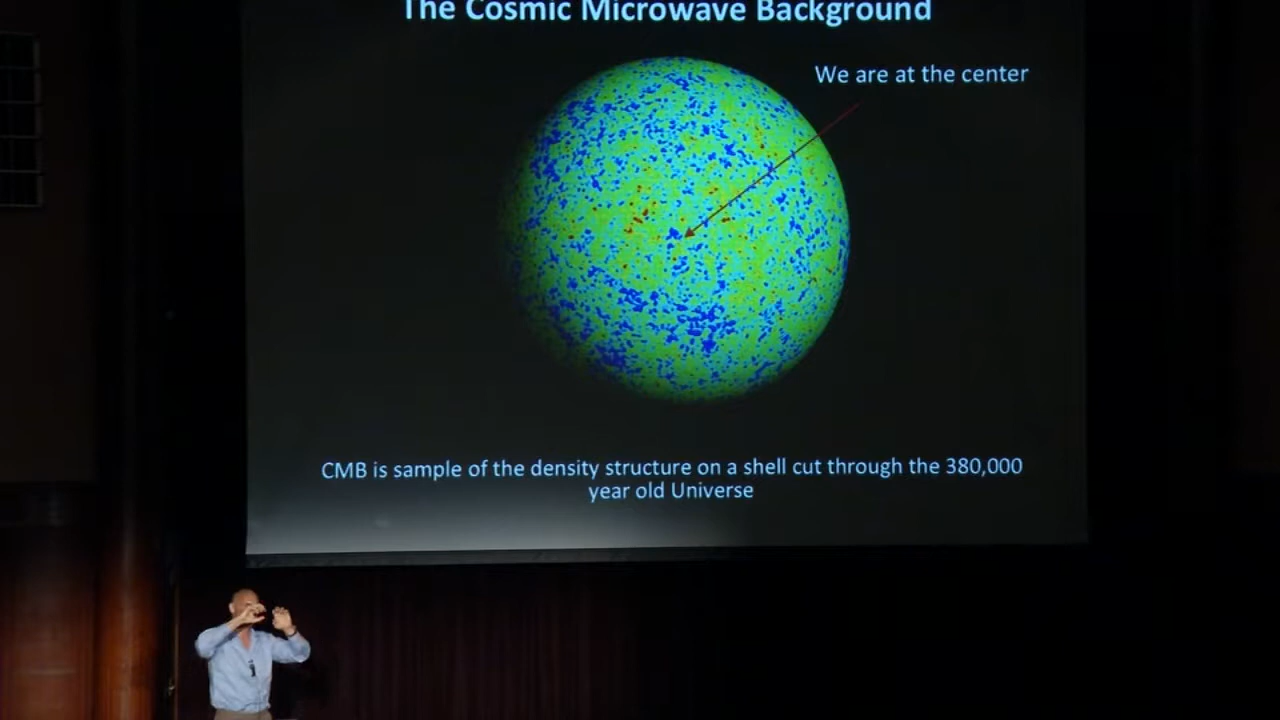 The Cosmic Microwave Background
We are at the center
CMB is sample of the density structure on a shell cut through the 380,000
year old Universe